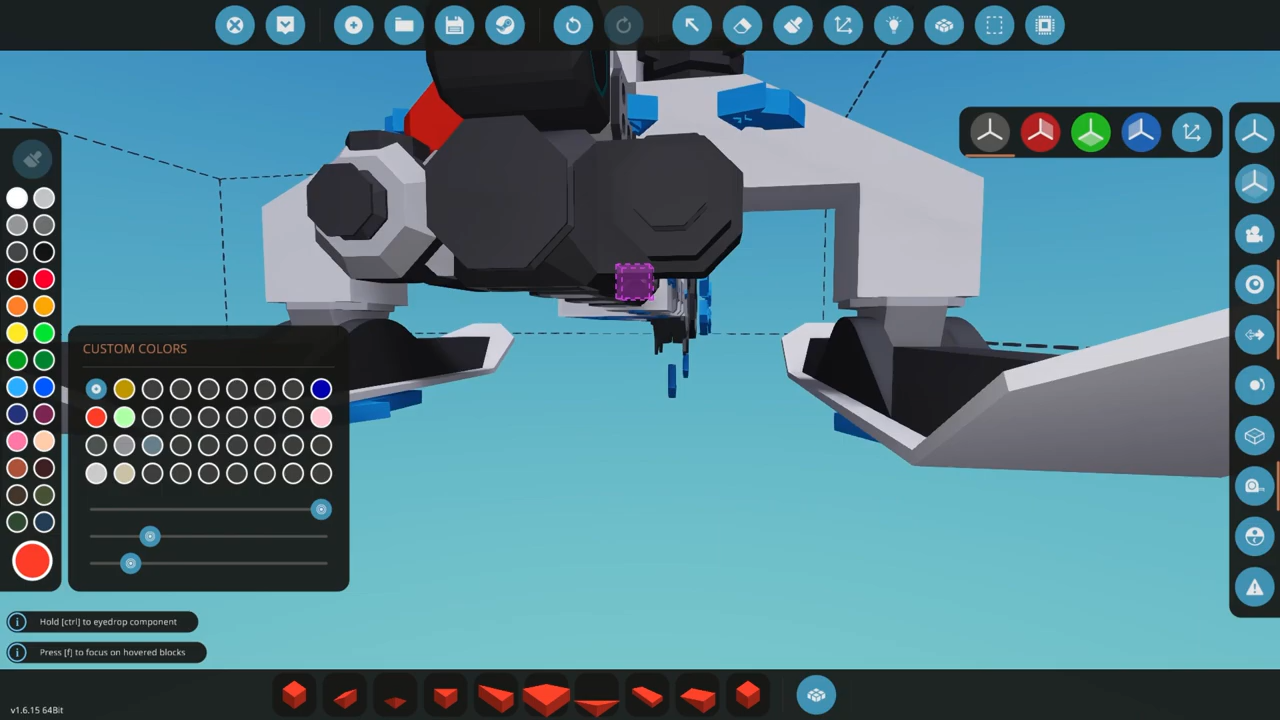 CUSTOM COLORS
Hold [ctrl] to eyedrop component
Press [f] to focus on hovered blocks
v1.6.15 64Bit